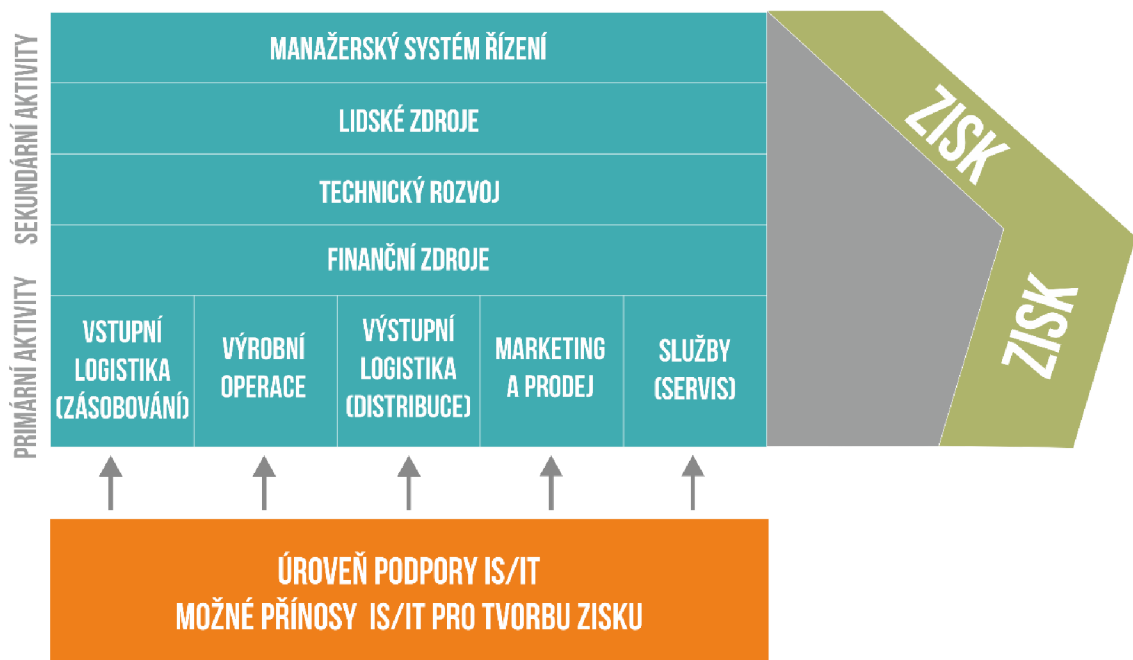 SEKUNDÁRNÍ AKTIVITY
MANAŽERSKÝ SYSTÉM ŘÍZENÍ
LIDSKÉ ZDROJE
TECHNICKÝ ROZVOJ
FINANČNÍ ZDROJE
PRIMÁRNÍ AKTIVITY
VSTUPNÍ
LOGISTIKA
(ZÁSOBOVÁNÍ)
VÝROBNÍ
OPERACE
VÝSTUPNÍ
LOGISTIKA
(DISTRIBUCE)
MARKETING
A PRODEJ
SLUŽBY
(SERVIS)
ZISK
ZISK
ÚROVEŇ PODPORY IS/IT
MOŽNÉ PŘÍNOSY IS/IT PRO TVORBU ZISKU